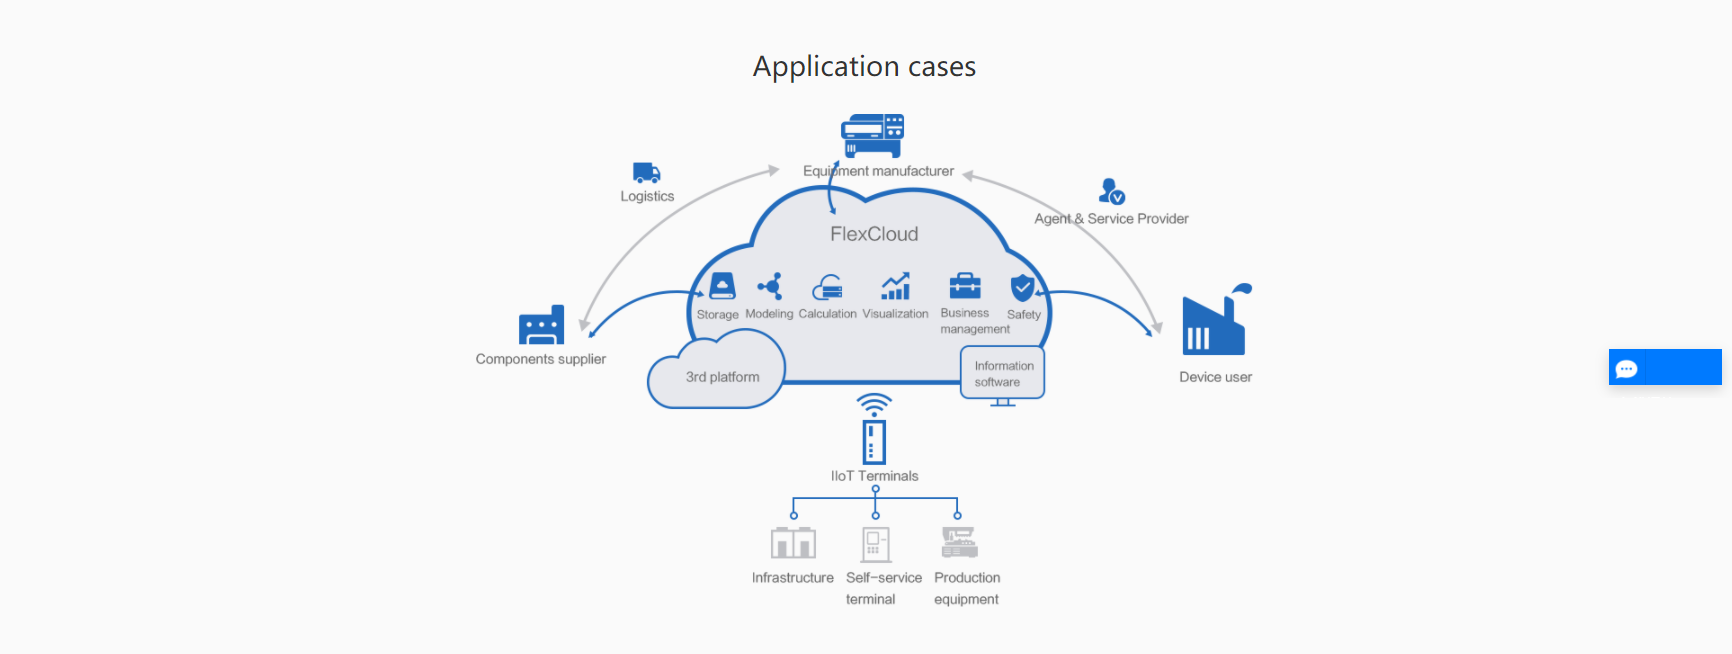 Application cases
Equipment manufacturer
Logistics
Agent & Service Provider
FlexCloud
Storage
Modeling
Calculation
Visualization
Business
management
Safety
Components supplier
Device user
3rd platform
Information
software
IIoT Terminals
Infrastructure
Self-service
terminal
Production
equipment